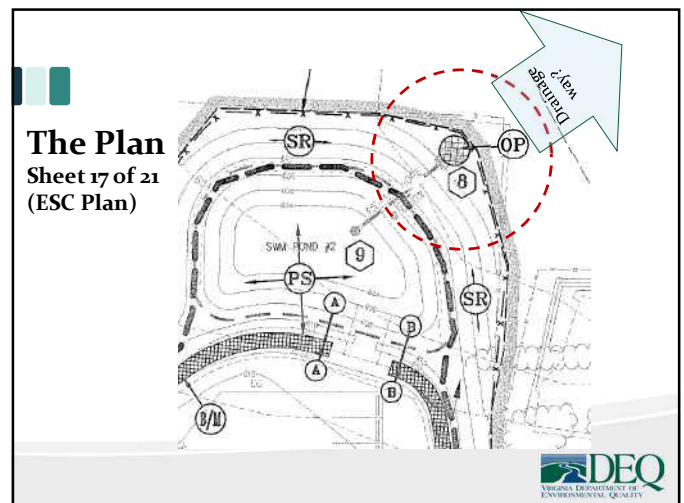 The Plan
Sheet 17 of 21
(ESC Plan)
Drainage
way?
SR
OP
8
SWM POND #2
9
PS
SR
A
B
A
B
B/M
DEQ
VIRGINIA DEPARTMENT OF
ENVIRONMENTAL QUALITY